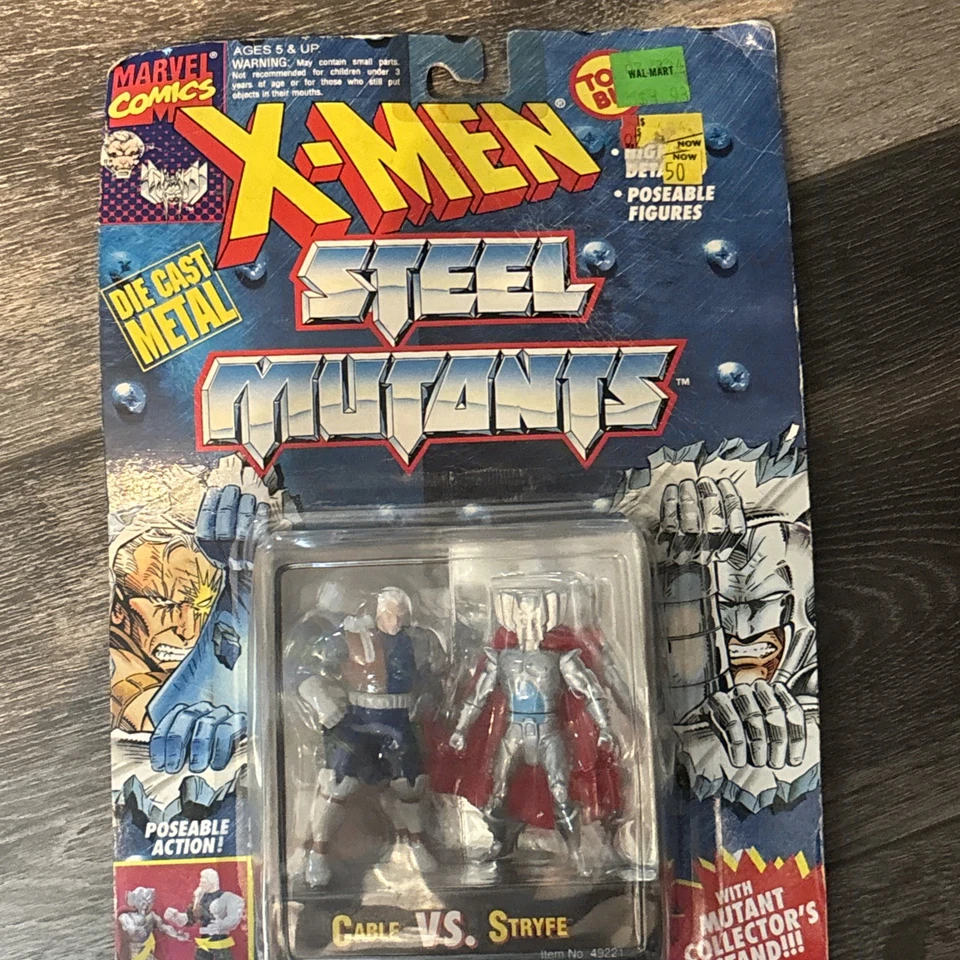 MARVEL®
COMICS
AGES 5 & UP.
WARNING: May contain small parts.
Not recommended for children under 3
years of age or for those who still put
objects in their mouths.
WAL-MART
X-MEN®
NOW
NOW
50
• POSEABLE
FIGURES
DIE CAST
METAL
STEEL
MUTANTS™
POSEABLE
ACTION!
CABLE VS. STRYFE
Item No. 49221
WITH
MUTANT
COLLECTOR'S
STAND!!!